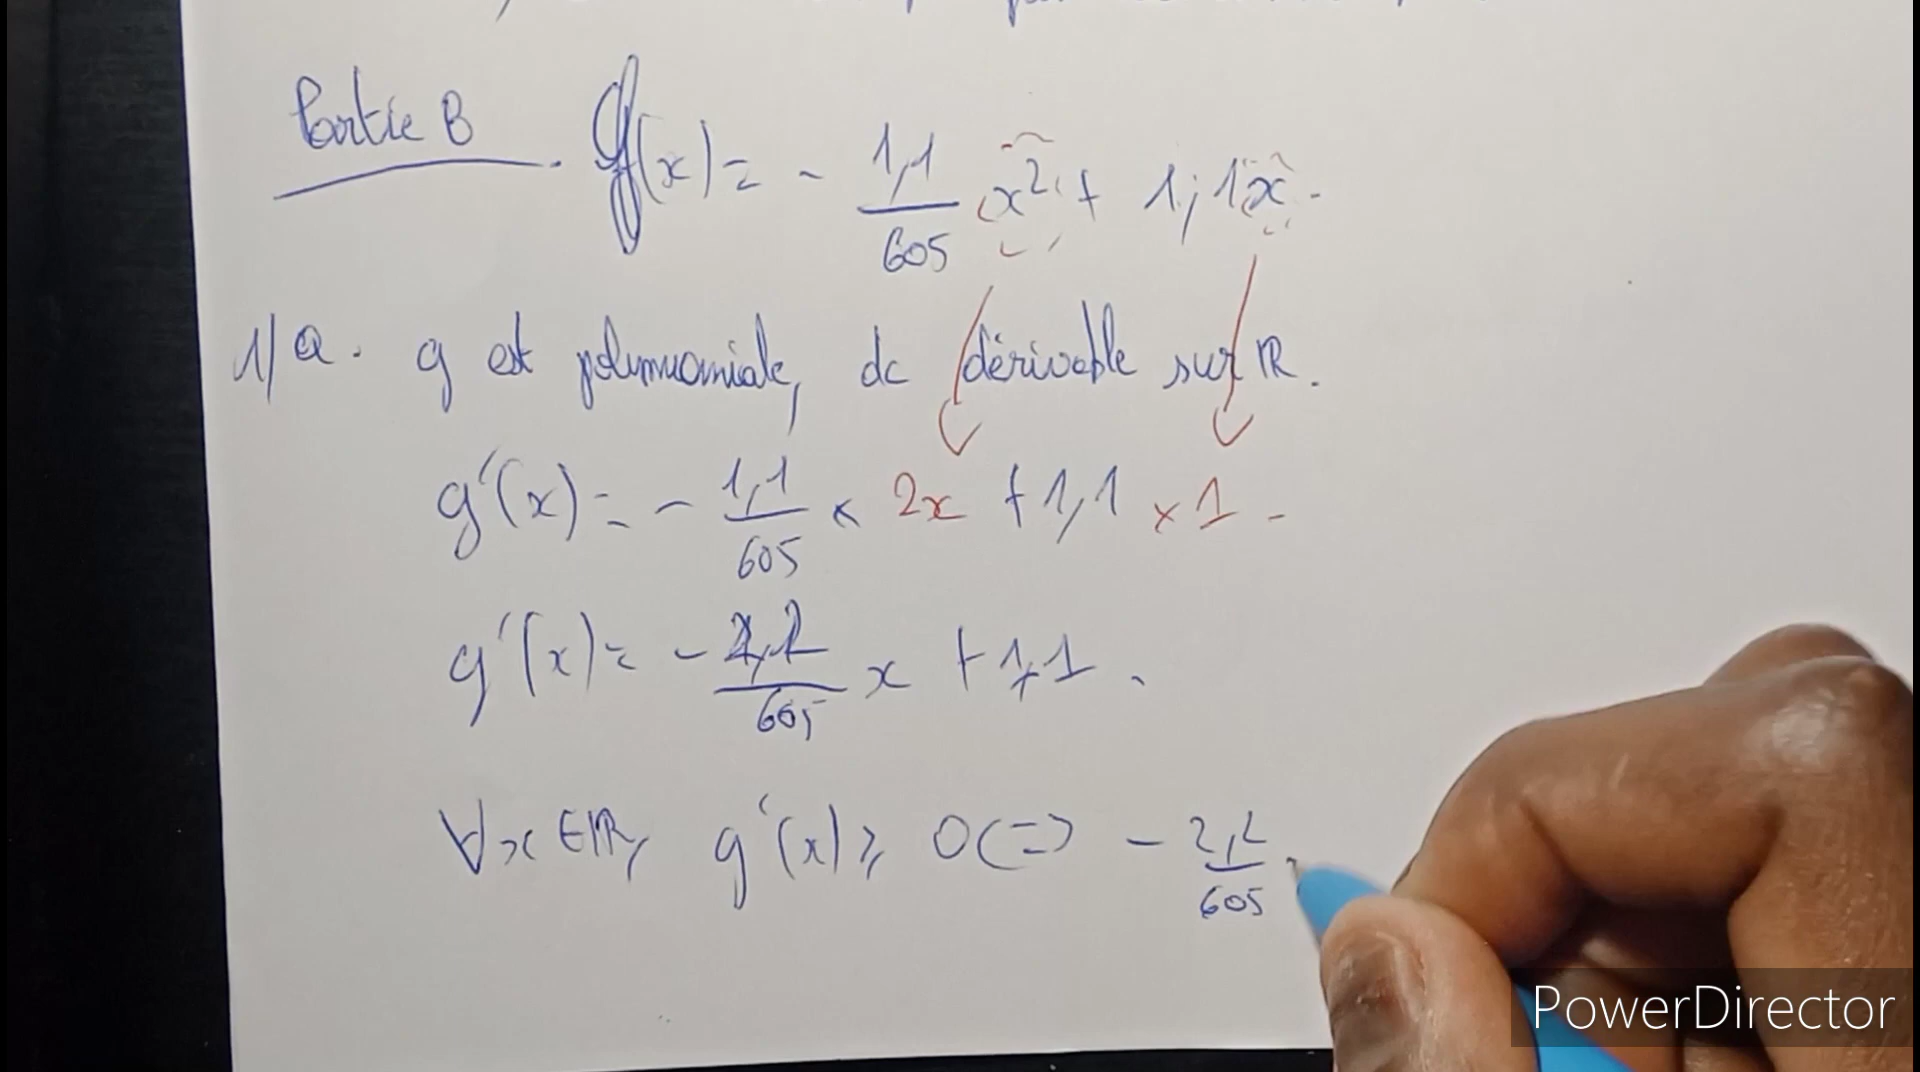 Partie B. g(x) = - 1,1/605 x² + 1,1x.
1/ a. g est polimnomiale, dc dérivable sur ℝ.
g'(x) = - 1,1/605 × 2x + 1,1 × 1.
g'(x) = - 2,2/605 x + 1,1.
∀x ∈ ℝ, g'(x) ⩾ 0 (=) - 2,2/605
PowerDirector